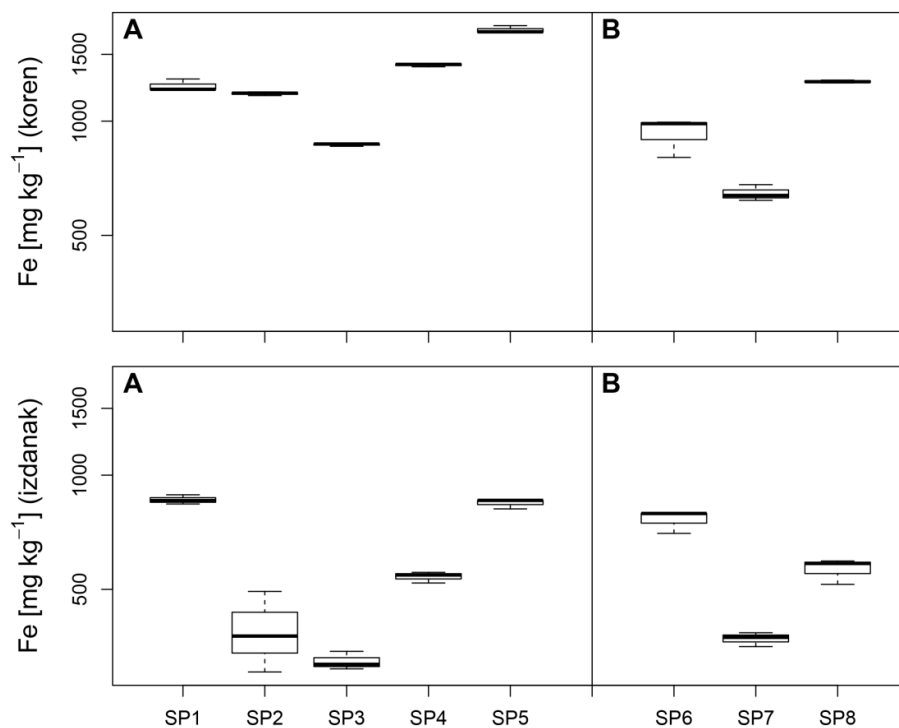 A
B
Fe [mg kg⁻¹] (koren)
1500
1000
500
A
B
Fe [mg kg⁻¹] (izdanak)
1500
1000
500
SP1 SP2 SP3 SP4 SP5 SP6 SP7 SP8